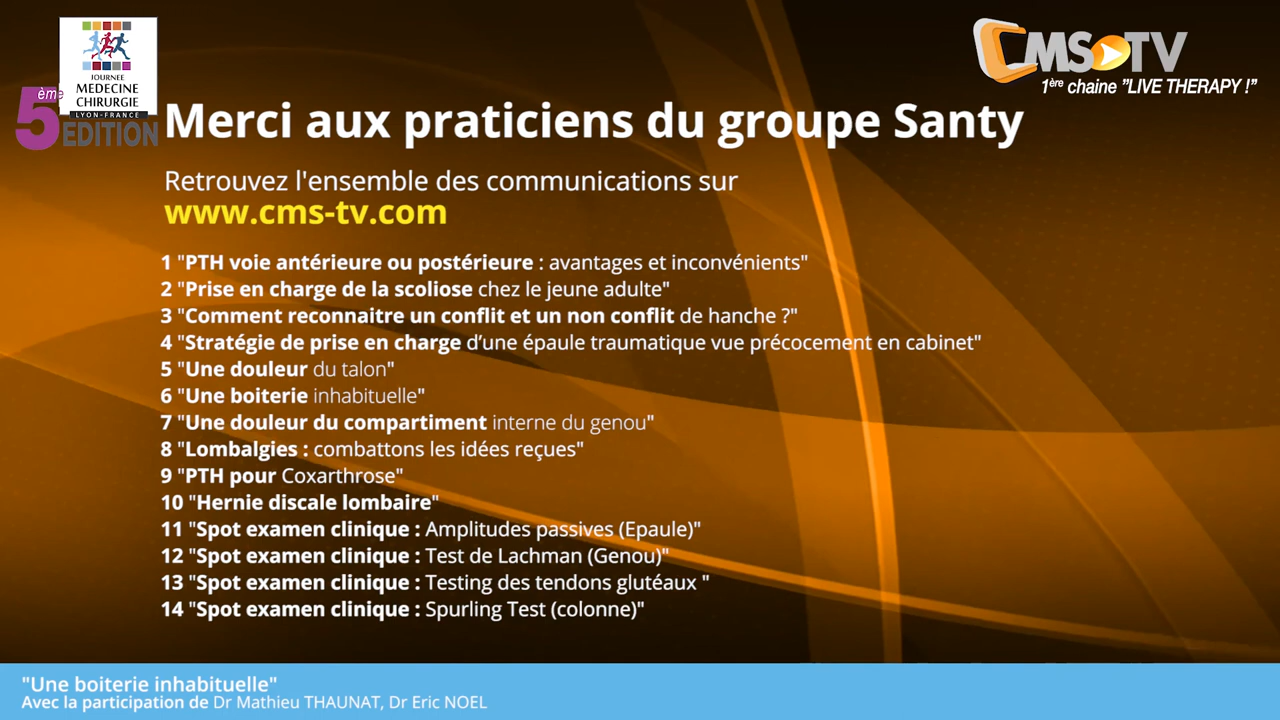 JOURNEE
MEDECINE
CHIRURGIE
LYON-FRANCE
5ème EDITION
CMS TV
1ère chaine "LIVE THERAPY !"
Merci aux praticiens du groupe Santy
Retrouvez l'ensemble des communications sur
www.cms-tv.com
1 "PTH voie antérieure ou postérieure : avantages et inconvénients"
2 "Prise en charge de la scoliose chez le jeune adulte"
3 "Comment reconnaitre un conflit et un non conflit de hanche ?"
4 "Stratégie de prise en charge d'une épaule traumatique vue précocement en cabinet"
5 "Une douleur du talon"
6 "Une boiterie inhabituelle"
7 "Une douleur du compartiment interne du genou"
8 "Lombalgies : combattons les idées reçues"
9 "PTH pour Coxarthrose"
10 "Hernie discale lombaire"
11 "Spot examen clinique : Amplitudes passives (Epaule)"
12 "Spot examen clinique : Test de Lachman (Genou)"
13 "Spot examen clinique : Testing des tendons glutéaux "
14 "Spot examen clinique : Spurling Test (colonne)"
"Une boiterie inhabituelle"
Avec la participation de Dr Mathieu THAUNAT, Dr Eric NOEL